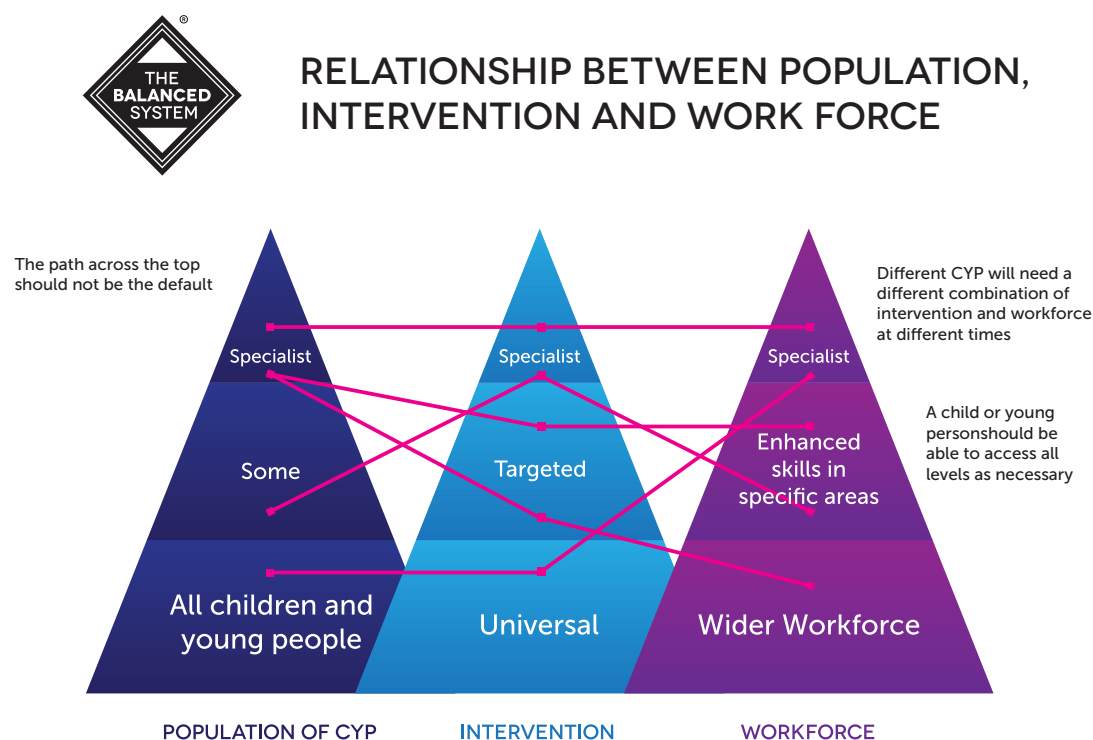 ®
THE
BALANCED
SYSTEM
RELATIONSHIP BETWEEN POPULATION,
INTERVENTION AND WORK FORCE
The path across the top
should not be the default
Different CYP will need a
different combination of
intervention and workforce
at different times
A child or young
personshould be
able to access all
levels as necessary
Specialist
Some
All children and
young people
Specialist
Targeted
Universal
Specialist
Enhanced
skills in
specific areas
Wider Workforce
POPULATION OF CYP
INTERVENTION
WORKFORCE